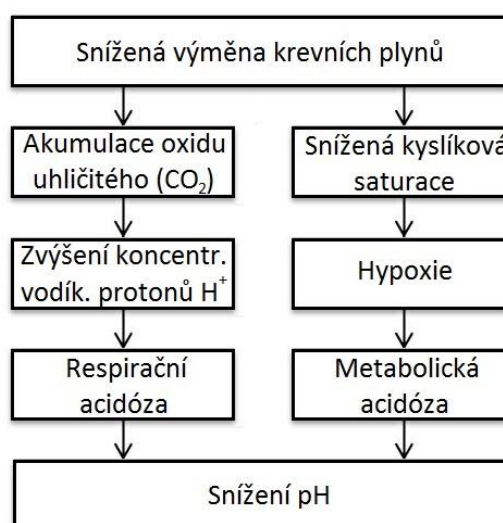 Snížená výměna krevních plynů
Akumulace oxidu
uhličitého (CO₂)
Snížená kyslíková
saturace
Zvýšení koncentr.
vodík. protonů H⁺
Hypoxie
Respirační
acidóza
Metabolická
acidóza
Snížení pH